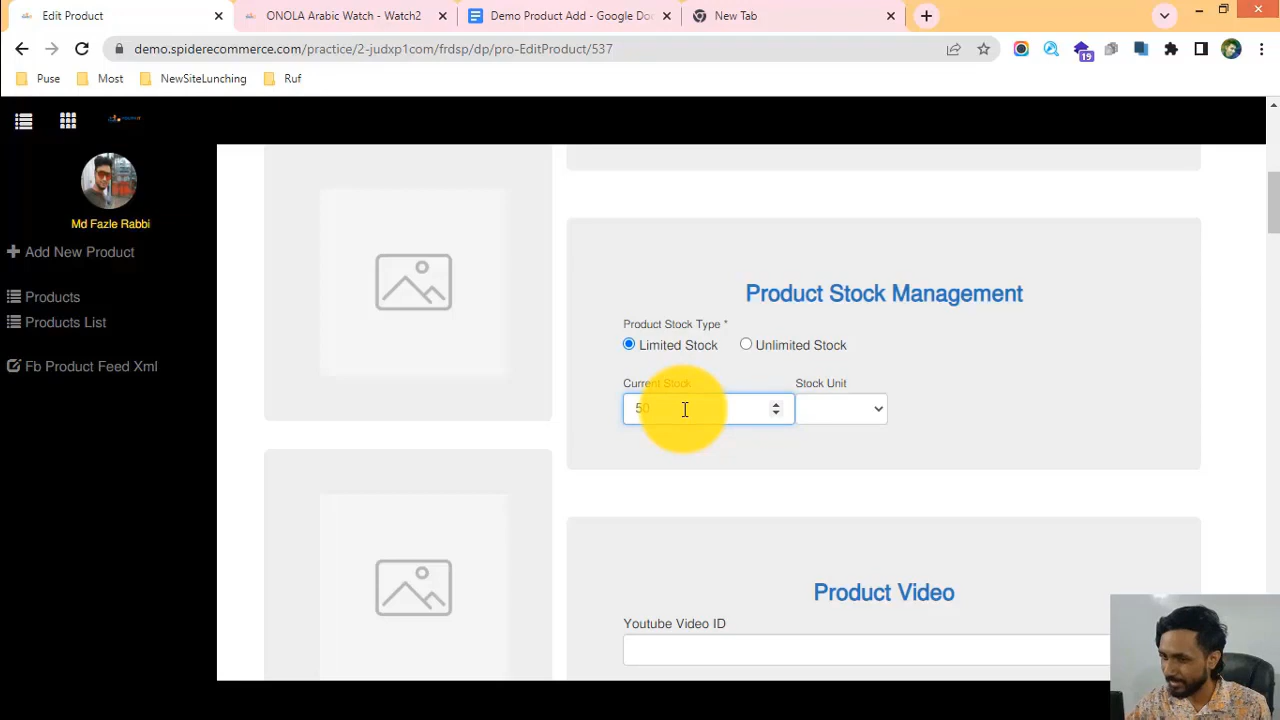 Edit Product
ONOLA Arabic Watch - Watch2
Demo Product Add - Google Doc
New Tab
demo.spiderecommerce.com/practice/2-judxp1com/frdsp/dp/pro-EditProduct/537
19
Puse
Most
NewSiteLunching
Ruf
Md Fazle Rabbi
Add New Product
Products
Products List
Fb Product Feed Xml
Product Stock Management
Product Stock Type *
Limited Stock
Unlimited Stock
Current Stock
Stock Unit
50
Product Video
Youtube Video ID